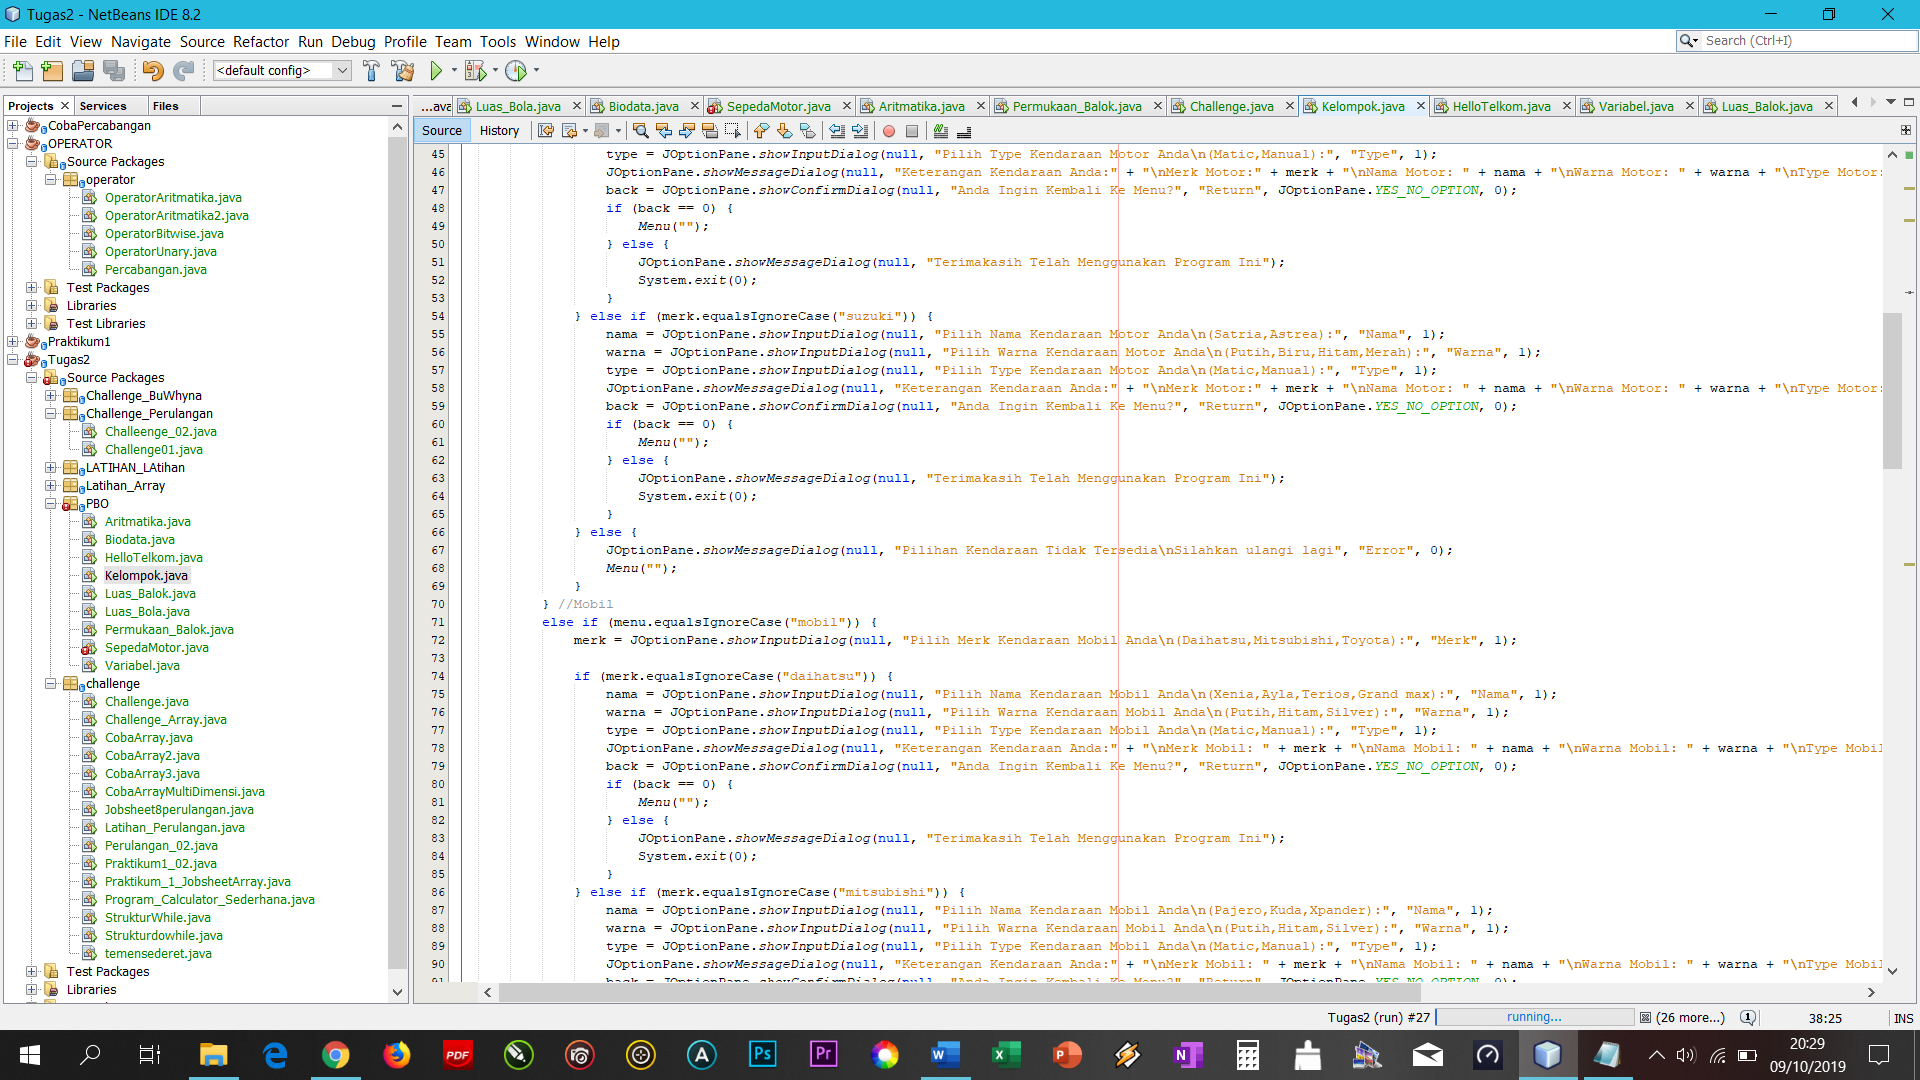 Tugas2 - NetBeans IDE 8.2
File Edit View Navigate Source Refactor Run Debug Profile Team Tools Window Help
Search (Ctrl+I)
<default config>
Projects Services Files
CobaPercabangan
OPERATOR
Source Packages
operator
OperatorAritmatika.java
OperatorAritmatika2.java
OperatorBitwise.java
OperatorUnary.java
Percabangan.java
Test Packages
Libraries
Test Libraries
Praktikum1
Tugas2
Source Packages
Challenge_BuWhyna
Challenge_Perulangan
Challeenge_02.java
Challenge01.java
LATIHAN_LAtihan
Latihan_Array
PBO
Aritmatika.java
Biodata.java
HelloTelkom.java
Kelompok.java
Luas_Balok.java
Luas_Bola.java
Permukaan_Balok.java
SepedaMotor.java
Variabel.java
challenge
Challenge.java
Challenge_Array.java
CobaArray.java
CobaArray2.java
CobaArray3.java
CobaArrayMultiDimensi.java
Jobsheet8perulangan.java
Latihan_Perulangan.java
Perulangan_02.java
Praktikum1_02.java
Praktikum_1_JobsheetArray.java
Program_Calculator_Sederhana.java
StrukturWhile.java
Strukturdowhile.java
temensederet.java
Test Packages
Libraries
...ava Luas_Bola.java Biodata.java SepedaMotor.java Aritmatika.java Permukaan_Balok.java Challenge.java Kelompok.java HelloTelkom.java Variabel.java Luas_Balok.java
Source History
45 type = JOptionPane.showInputDialog(null, "Pilih Type Kendaraan Motor Anda\n(Matic,Manual):", "Type", 1);
46 JOptionPane.showMessageDialog(null, "Keterangan Kendaraan Anda:" + "\nMerk Motor:" + merk + "\nNama Motor: " + nama + "\nWarna Motor: " + warna + "\nType Motor:
47 back = JOptionPane.showConfirmDialog(null, "Anda Ingin Kembali Ke Menu?", "Return", JOptionPane.YES_NO_OPTION, 0);
48 if (back == 0) {
49 Menu("");
50 } else {
51 JOptionPane.showMessageDialog(null, "Terimakasih Telah Menggunakan Program Ini");
52 System.exit(0);
53 }
54 } else if (merk.equalsIgnoreCase("suzuki")) {
55 nama = JOptionPane.showInputDialog(null, "Pilih Nama Kendaraan Motor Anda\n(Satria,Astrea):", "Nama", 1);
56 warna = JOptionPane.showInputDialog(null, "Pilih Warna Kendaraan Motor Anda\n(Putih,Biru,Hitam,Merah):", "Warna", 1);
57 type = JOptionPane.showInputDialog(null, "Pilih Type Kendaraan Motor Anda\n(Matic,Manual):", "Type", 1);
58 JOptionPane.showMessageDialog(null, "Keterangan Kendaraan Anda:" + "\nMerk Motor:" + merk + "\nNama Motor: " + nama + "\nWarna Motor: " + warna + "\nType Motor:
59 back = JOptionPane.showConfirmDialog(null, "Anda Ingin Kembali Ke Menu?", "Return", JOptionPane.YES_NO_OPTION, 0);
60 if (back == 0) {
61 Menu("");
62 } else {
63 JOptionPane.showMessageDialog(null, "Terimakasih Telah Menggunakan Program Ini");
64 System.exit(0);
65 }
66 } else {
67 JOptionPane.showMessageDialog(null, "Pilihan Kendaraan Tidak Tersedia\nSilahkan ulangi lagi", "Error", 0);
68 Menu("");
69 }
70 } //Mobil
71 else if (menu.equalsIgnoreCase("mobil")) {
72 merk = JOptionPane.showInputDialog(null, "Pilih Merk Kendaraan Mobil Anda\n(Daihatsu,Mitsubishi,Toyota):", "Merk", 1);
73
74 if (merk.equalsIgnoreCase("daihatsu")) {
75 nama = JOptionPane.showInputDialog(null, "Pilih Nama Kendaraan Mobil Anda\n(Xenia,Ayla,Terios,Grand max):", "Nama", 1);
76 warna = JOptionPane.showInputDialog(null, "Pilih Warna Kendaraan Mobil Anda\n(Putih,Hitam,Silver):", "Warna", 1);
77 type = JOptionPane.showInputDialog(null, "Pilih Type Kendaraan Mobil Anda\n(Matic,Manual):", "Type", 1);
78 JOptionPane.showMessageDialog(null, "Keterangan Kendaraan Anda:" + "\nMerk Mobil: " + merk + "\nNama Mobil: " + nama + "\nWarna Mobil: " + warna + "\nType Mobil
79 back = JOptionPane.showConfirmDialog(null, "Anda Ingin Kembali Ke Menu?", "Return", JOptionPane.YES_NO_OPTION, 0);
80 if (back == 0) {
81 Menu("");
82 } else {
83 JOptionPane.showMessageDialog(null, "Terimakasih Telah Menggunakan Program Ini");
84 System.exit(0);
85 }
86 } else if (merk.equalsIgnoreCase("mitsubishi")) {
87 nama = JOptionPane.showInputDialog(null, "Pilih Nama Kendaraan Mobil Anda\n(Pajero,Kuda,Xpander):", "Nama", 1);
88 warna = JOptionPane.showInputDialog(null, "Pilih Warna Kendaraan Mobil Anda\n(Putih,Hitam,Silver):", "Warna", 1);
89 type = JOptionPane.showInputDialog(null, "Pilih Type Kendaraan Mobil Anda\n(Matic,Manual):", "Type", 1);
90 JOptionPane.showMessageDialog(null, "Keterangan Kendaraan Anda:" + "\nMerk Mobil: " + merk + "\nNama Mobil: " + nama + "\nWarna Mobil: " + warna + "\nType Mobil
Tugas2 (run) #27 running... (26 more...) 38:25 INS
20:29
09/10/2019